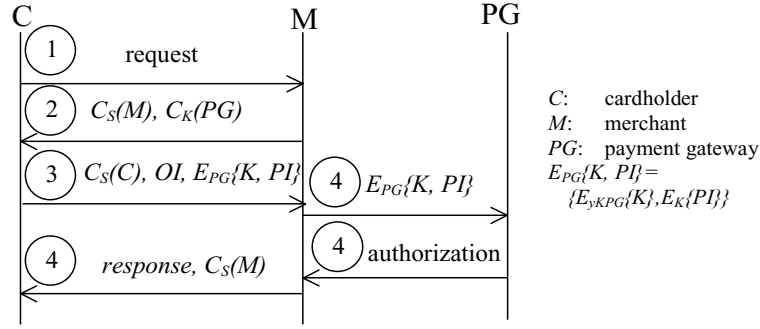 C M PG
1 request
2 C_S(M), C_K(PG)
3 C_S(C), OI, E_PG{K, PI}
4 E_PG{K, PI}
4 authorization
4 response, C_S(M)
C: cardholder
M: merchant
PG: payment gateway
E_PG{K, PI}=
{E_yKPG{K},E_K{PI}}